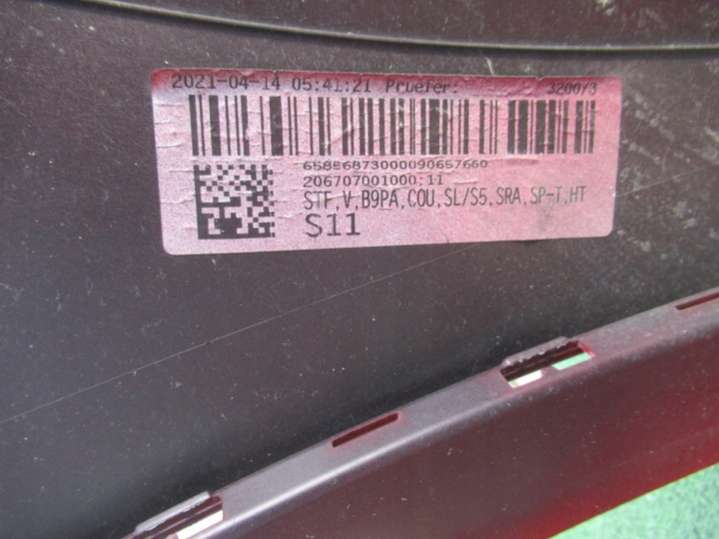 2021-04-14 05:41:21 Pruefer: 320073
65856873000090657660
206707001000:11
STF,V,B9PA,COU,SL/S5,SRA,SP-T,HT
S11